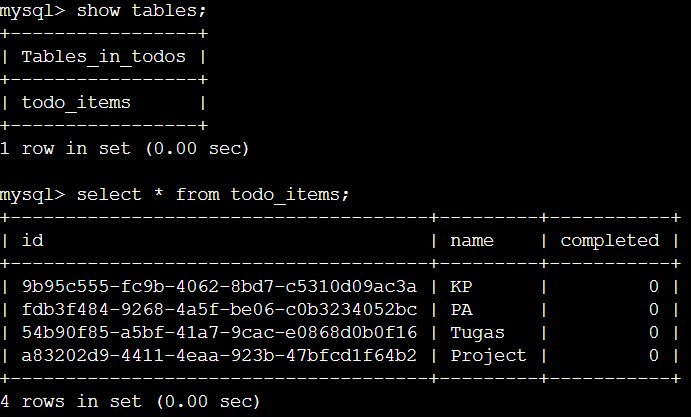 mysql> show tables;
+-----------------+
| Tables_in_todos |
+-----------------+
| todo_items      |
+-----------------+
1 row in set (0.00 sec)

mysql> select * from todo_items;
+--------------------------------------+---------+-----------+
| id                                   | name    | completed |
+--------------------------------------+---------+-----------+
| 9b95c555-fc9b-4062-8bd7-c5310d09ac3a | KP      |         0 |
| fdb3f484-9268-4a5f-be06-c0b3234052bc | PA      |         0 |
| 54b90f85-a5bf-41a7-9cac-e0868d0b0f16 | Tugas   |         0 |
| a83202d9-4411-4eaa-923b-47bfcd1f64b2 | Project |         0 |
+--------------------------------------+---------+-----------+
4 rows in set (0.00 sec)